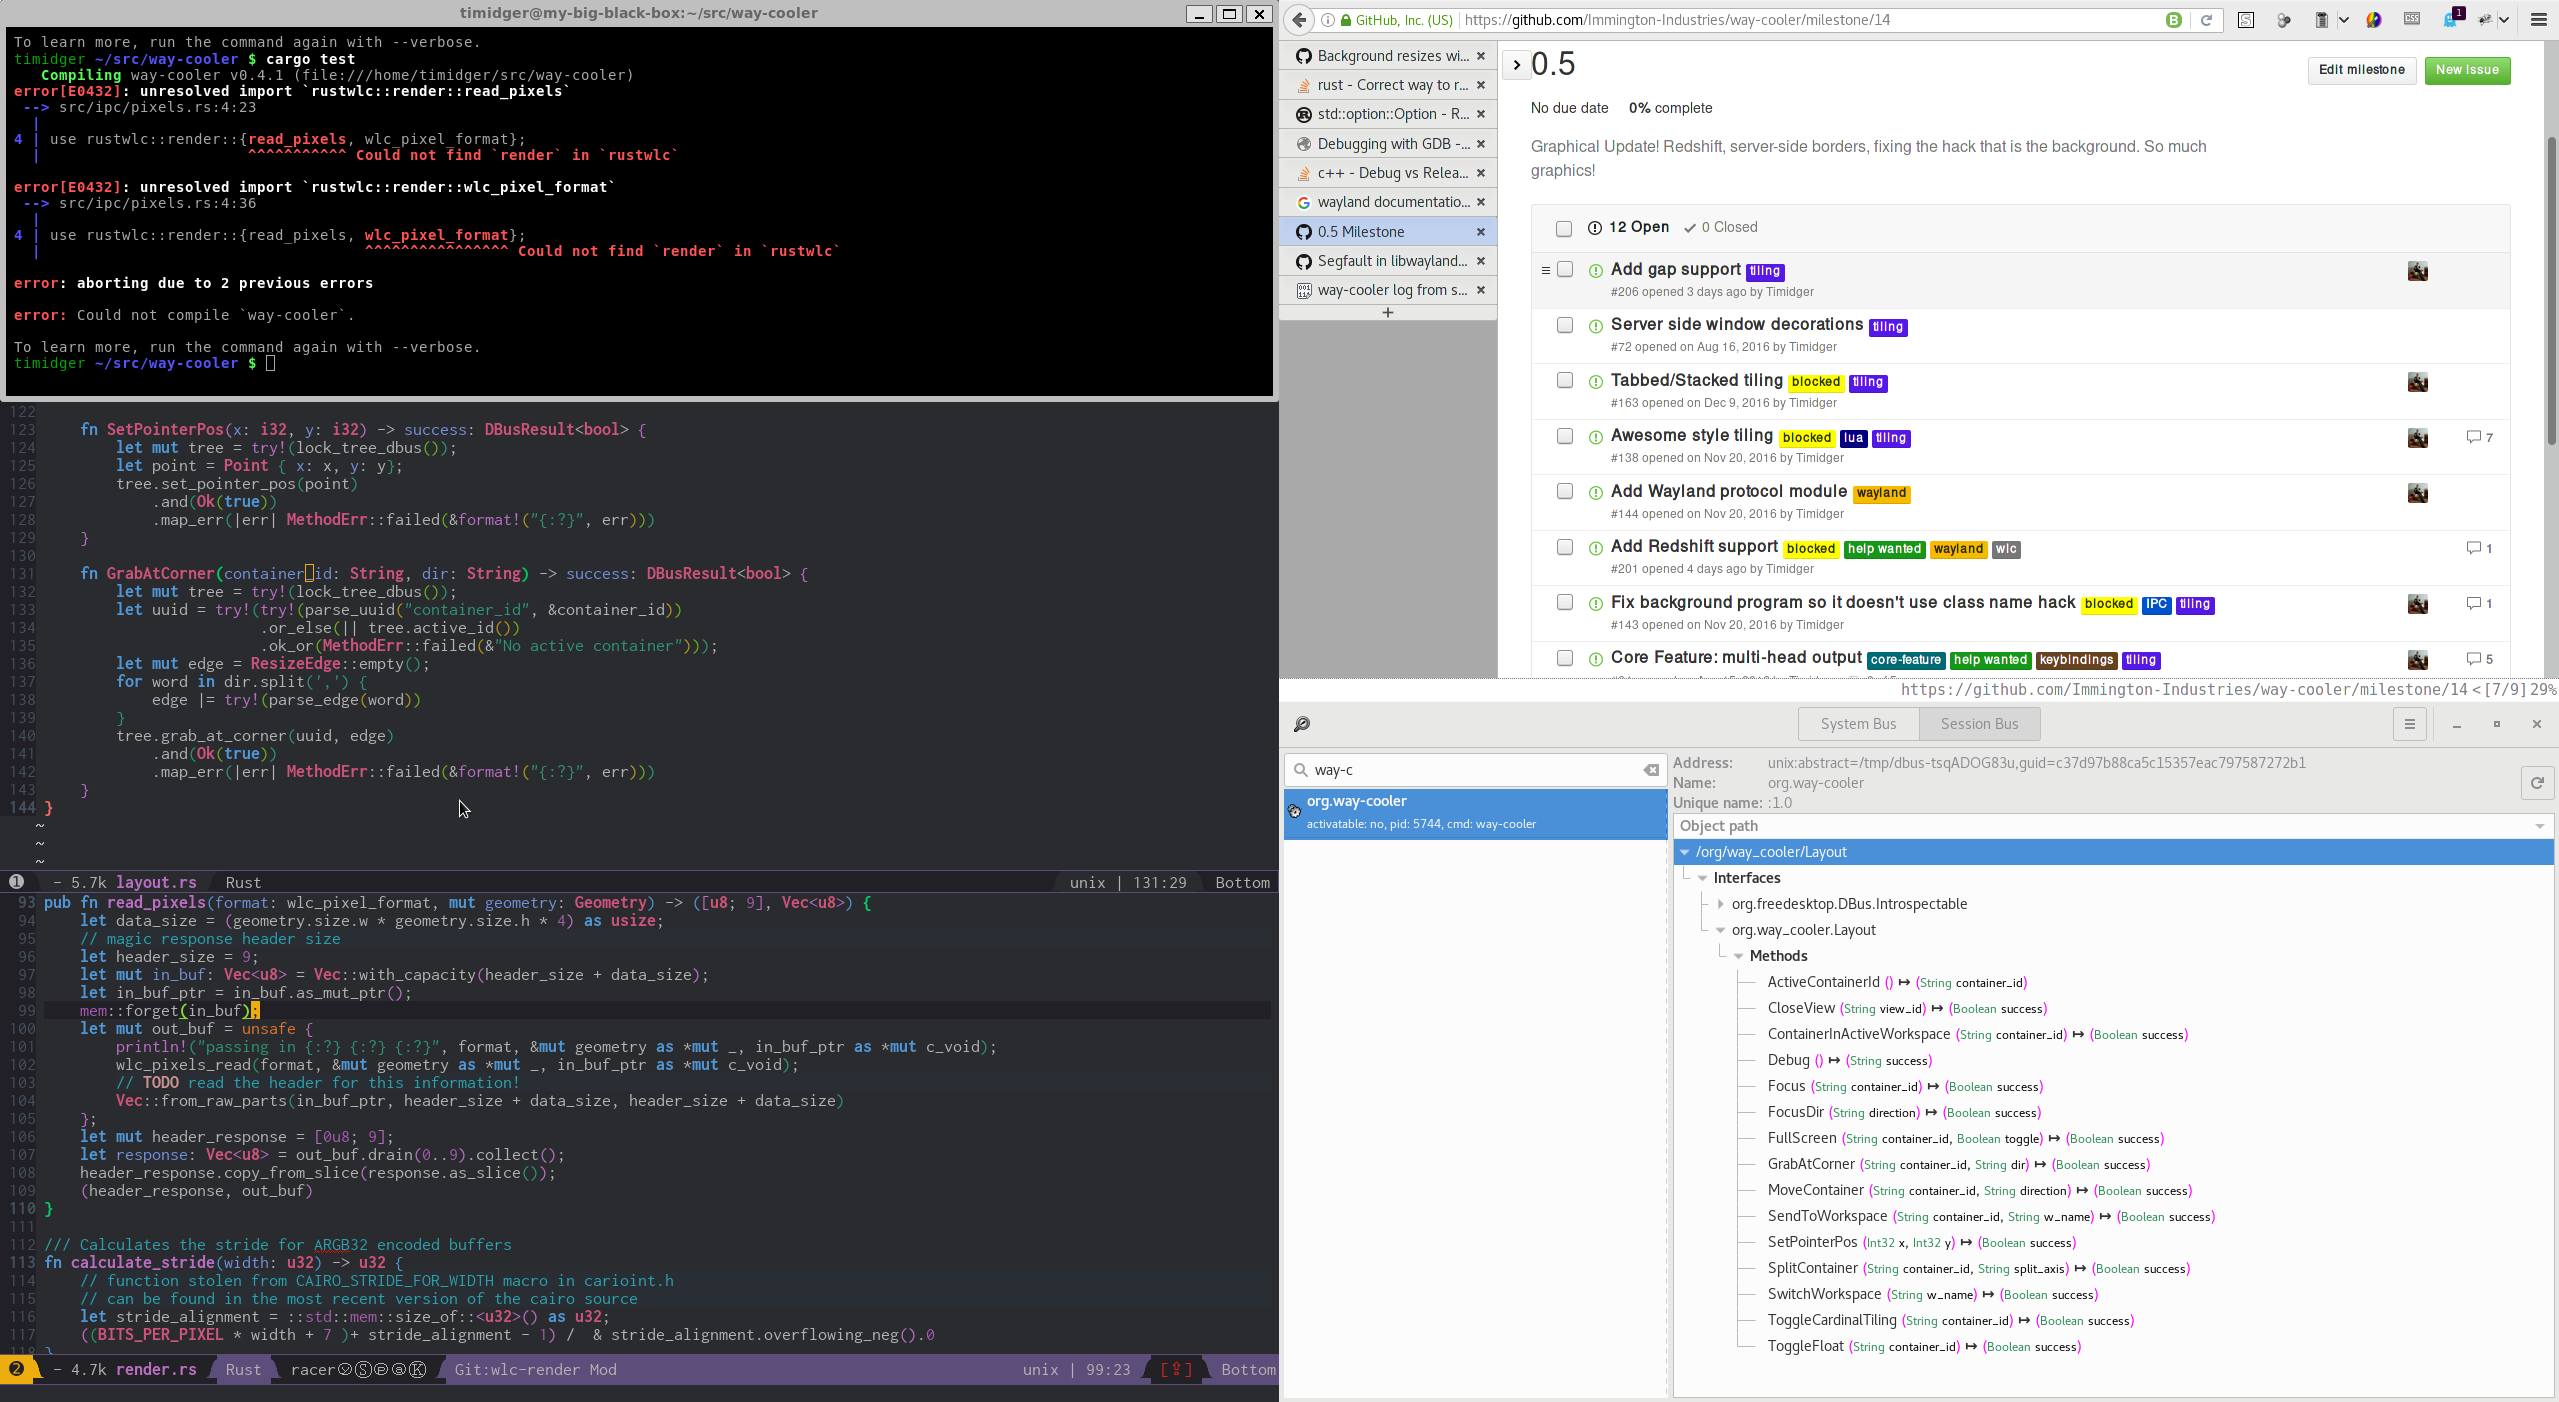 timidger@my-big-black-box:~/src/way-cooler
To learn more, run the command again with --verbose.
timidger ~/src/way-cooler $ cargo test
Compiling way-cooler v0.4.1 (file:///home/timidger/src/way-cooler)
error[E0432]: unresolved import `rustwlc::render::read_pixels`
--> src/ipc/pixels.rs:4:23
|
4 | use rustwlc::render::{read_pixels, wlc_pixel_format};
| ^^^^^^^^^^^ Could not find `render` in `rustwlc`
error[E0432]: unresolved import `rustwlc::render::wlc_pixel_format`
--> src/ipc/pixels.rs:4:36
|
4 | use rustwlc::render::{read_pixels, wlc_pixel_format};
| ^^^^^^^^^^^^^^^^ Could not find `render` in `rustwlc`
error: aborting due to 2 previous errors
error: Could not compile `way-cooler`.
To learn more, run the command again with --verbose.
timidger ~/src/way-cooler $
122
123 fn SetPointerPos(x: i32, y: i32) -> success: DBusResult<bool> {
124 let mut tree = try!(lock_tree_dbus());
125 let point = Point { x: x, y: y};
126 tree.set_pointer_pos(point)
127 .and(Ok(true))
128 .map_err(|err| MethodErr::failed(&format!("{:?}", err)))
129 }
130
131 fn GrabAtCorner(container_id: String, dir: String) -> success: DBusResult<bool> {
132 let mut tree = try!(lock_tree_dbus());
133 let uuid = try!(try!(parse_uuid("container_id", &container_id))
134 .or_else(|| tree.active_id())
135 .ok_or(MethodErr::failed(&"No active container")));
136 let mut edge = ResizeEdge::empty();
137 for word in dir.split(',') {
138 edge |= try!(parse_edge(word))
139 }
140 tree.grab_at_corner(uuid, edge)
141 .and(Ok(true))
142 .map_err(|err| MethodErr::failed(&format!("{:?}", err)))
143 }
144 }
~
~
~
1 - 5.7k layout.rs Rust unix | 131:29 Bottom
93 pub fn read_pixels(format: wlc_pixel_format, mut geometry: Geometry) -> ([u8; 9], Vec<u8>) {
94 let data_size = (geometry.size.w * geometry.size.h * 4) as usize;
95 // magic response header size
96 let header_size = 9;
97 let mut in_buf: Vec<u8> = Vec::with_capacity(header_size + data_size);
98 let in_buf_ptr = in_buf.as_mut_ptr();
99 mem::forget(in_buf);
100 let mut out_buf = unsafe {
101 println!("passing in {:?} {:?} {:?}", format, &mut geometry as *mut _, in_buf_ptr as *mut c_void);
102 wlc_pixels_read(format, &mut geometry as *mut _, in_buf_ptr as *mut c_void);
103 // TODO read the header for this information!
104 Vec::from_raw_parts(in_buf_ptr, header_size + data_size, header_size + data_size)
105 };
106 let mut header_response = [0u8; 9];
107 let response: Vec<u8> = out_buf.drain(0..9).collect();
108 header_response.copy_from_slice(response.as_slice());
109 (header_response, out_buf)
110 }
111
112 /// Calculates the stride for ARGB32 encoded buffers
113 fn calculate_stride(width: u32) -> u32 {
114 // function stolen from CAIRO_STRIDE_FOR_WIDTH macro in carioint.h
115 // can be found in the most recent version of the cairo source
116 let stride_alignment = ::std::mem::size_of::<u32>() as u32;
117 ((BITS_PER_PIXEL * width + 7 )+ stride_alignment - 1) / & stride_alignment.overflowing_neg().0
118 }
2 - 4.7k render.rs Rust racer Git:wlc-render Mod unix | 99:23 Bottom
GitHub, Inc. (US) https://github.com/Immington-Industries/way-cooler/milestone/14
Background resizes wi...
rust - Correct way to r...
std::option::Option - R...
Debugging with GDB -...
c++ - Debug vs Relea...
wayland documentatio...
0.5 Milestone
Segfault in libwayland...
way-cooler log from s...
+
0.5
Edit milestone New issue
No due date 0% complete
Graphical Update! Redshift, server-side borders, fixing the hack that is the background. So much
graphics!
12 Open 0 Closed
Add gap support tiling
#206 opened 3 days ago by Timidger
Server side window decorations tiling
#72 opened on Aug 16, 2016 by Timidger
Tabbed/Stacked tiling blocked tiling
#163 opened on Dec 9, 2016 by Timidger
Awesome style tiling blocked lua tiling 7
#138 opened on Nov 20, 2016 by Timidger
Add Wayland protocol module wayland
#144 opened on Nov 20, 2016 by Timidger
Add Redshift support blocked help wanted wayland wlc 1
#201 opened 4 days ago by Timidger
Fix background program so it doesn't use class name hack blocked IPC tiling 1
#143 opened on Nov 20, 2016 by Timidger
Core Feature: multi-head output core-feature help wanted keybindings tiling 5
https://github.com/Immington-Industries/way-cooler/milestone/14 < [7/9] 29%
System Bus Session Bus
way-c
org.way-cooler
activatable: no, pid: 5744, cmd: way-cooler
Address: unix:abstract=/tmp/dbus-tsqADOG83u,guid=c37d97b88ca5c15357eac797587272b1
Name: org.way-cooler
Unique name: :1.0
Object path
/org/way_cooler/Layout
Interfaces
org.freedesktop.DBus.Introspectable
org.way_cooler.Layout
Methods
ActiveContainerId () ↦ (String container_id)
CloseView (String view_id) ↦ (Boolean success)
ContainerInActiveWorkspace (String container_id) ↦ (Boolean success)
Debug () ↦ (String success)
Focus (String container_id) ↦ (Boolean success)
FocusDir (String direction) ↦ (Boolean success)
FullScreen (String container_id, Boolean toggle) ↦ (Boolean success)
GrabAtCorner (String container_id, String dir) ↦ (Boolean success)
MoveContainer (String container_id, String direction) ↦ (Boolean success)
SendToWorkspace (String container_id, String w_name) ↦ (Boolean success)
SetPointerPos (Int32 x, Int32 y) ↦ (Boolean success)
SplitContainer (String container_id, String split_axis) ↦ (Boolean success)
SwitchWorkspace (String w_name) ↦ (Boolean success)
ToggleCardinalTiling (String container_id) ↦ (Boolean success)
ToggleFloat (String container_id) ↦ (Boolean success)